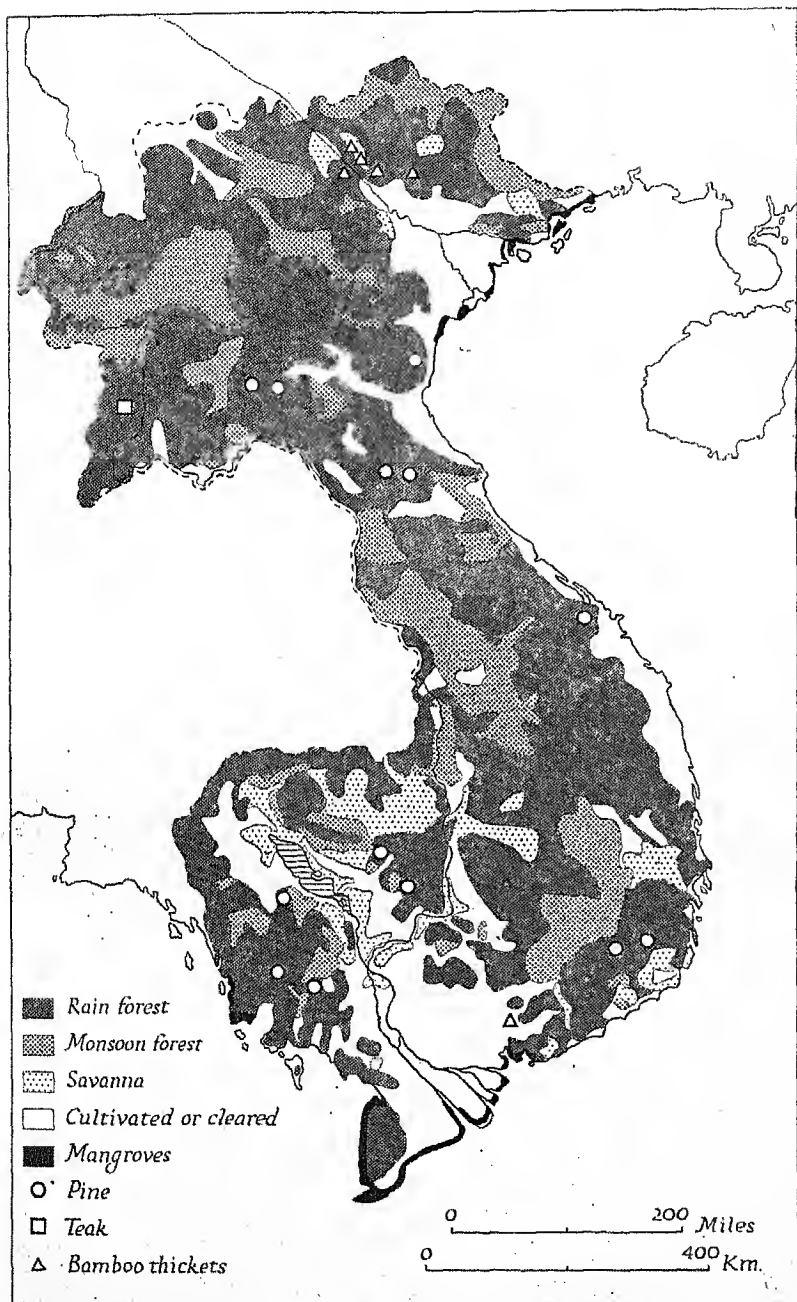 Rain forest
Monsoon forest
Savanna
Cultivated or cleared
Mangroves
Pine
Teak
Bamboo thickets
0 200 Miles
0 400 Km.